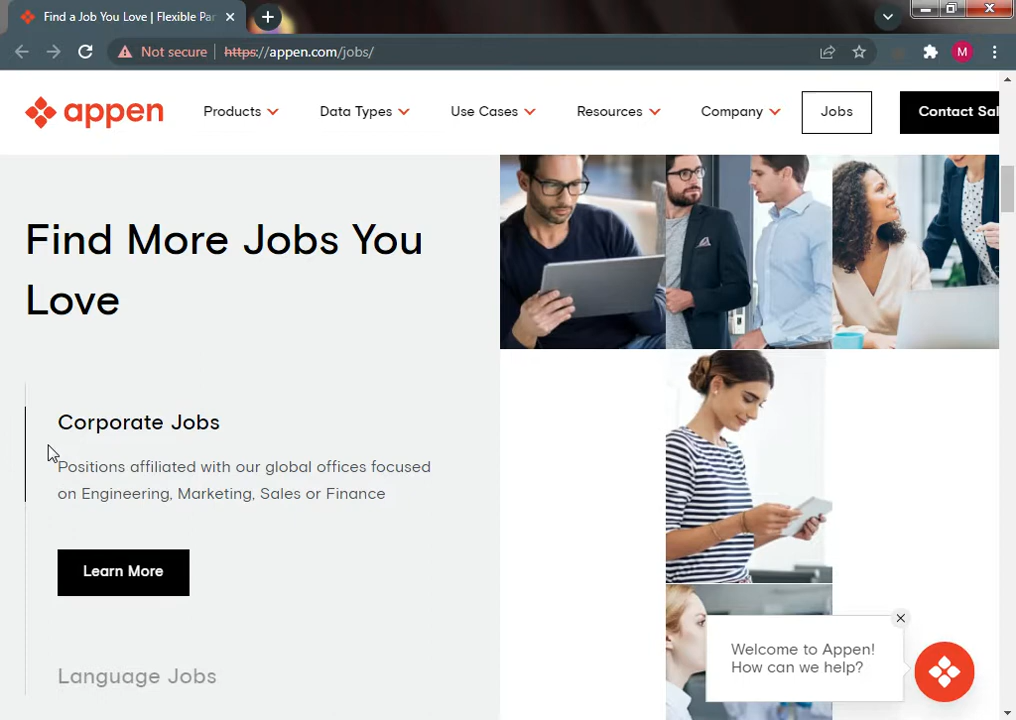 Find a Job You Love | Flexible Par
Not secure https://appen.com/jobs/ M
appen Products Data Types Use Cases Resources Company Jobs Contact Sal
Find More Jobs You
Love
Corporate Jobs
Positions affiliated with our global offices focused
on Engineering, Marketing, Sales or Finance
Learn More
Language Jobs
Welcome to Appen!
How can we help?